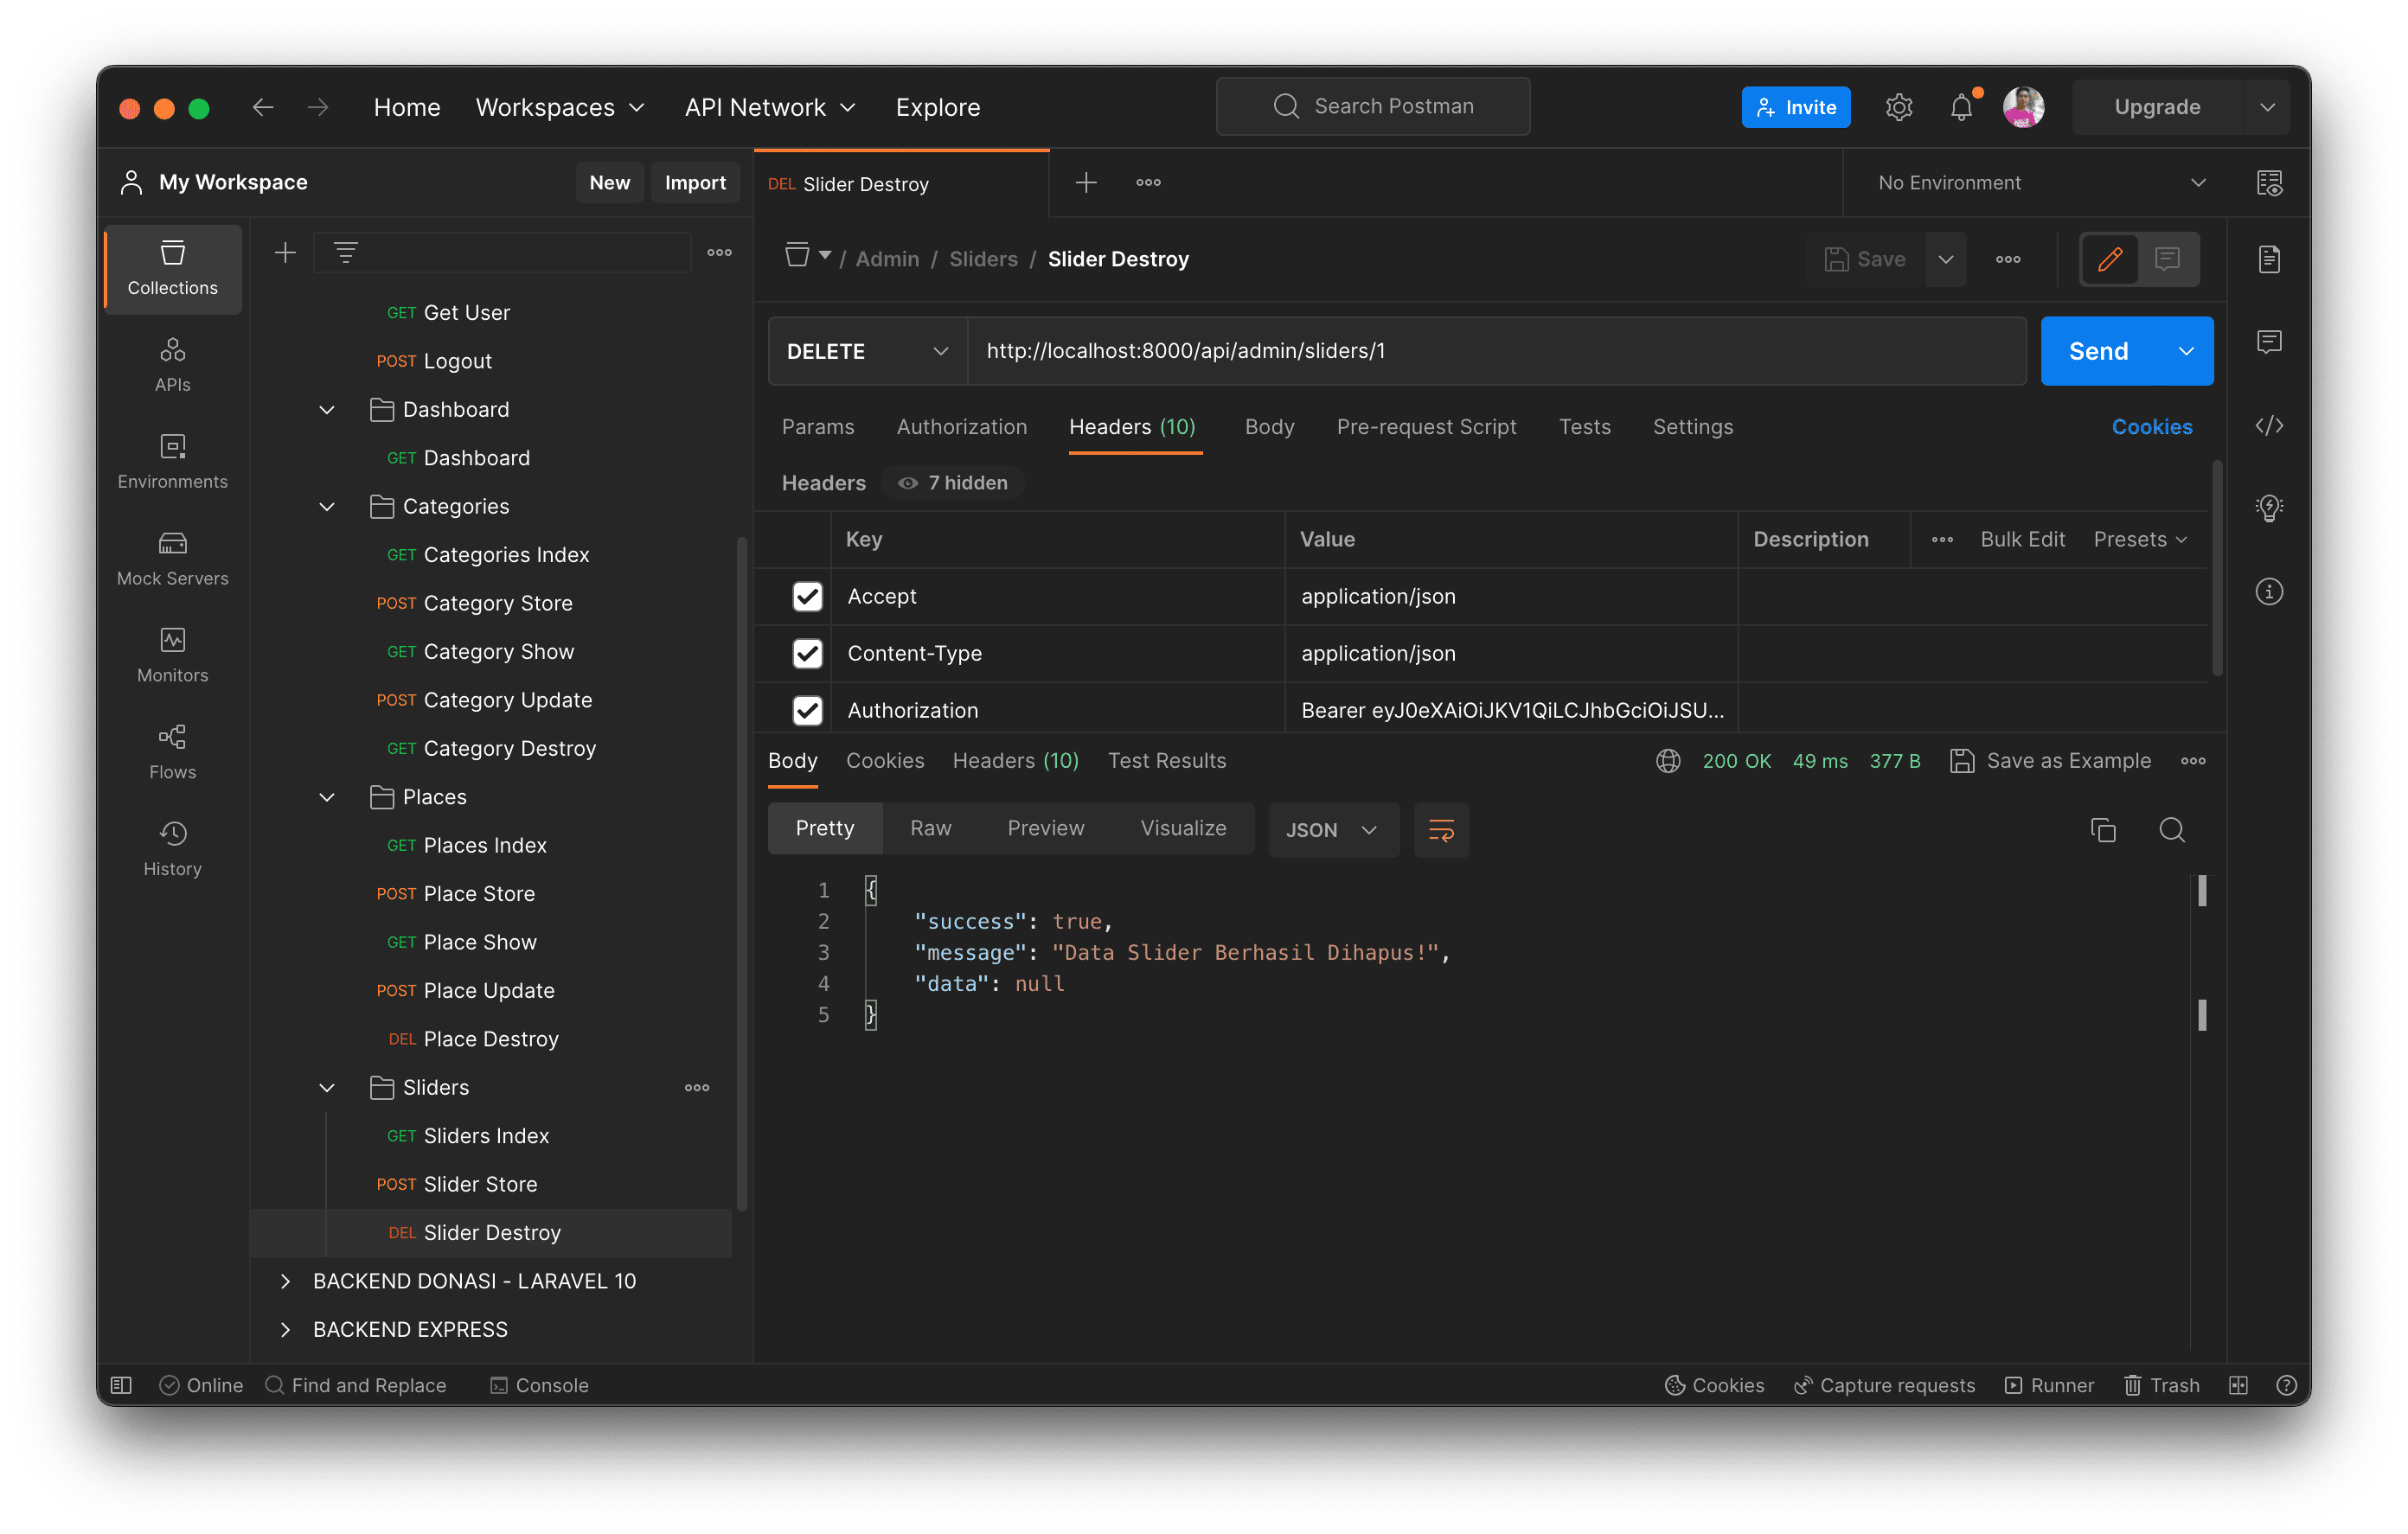 Home Workspaces API Network Explore Search Postman Invite Upgrade
My Workspace New Import
DEL Slider Destroy
No Environment
Collections
APIs
Environments
Mock Servers
Monitors
Flows
History
GET Get User
POST Logout
Dashboard
GET Dashboard
Categories
GET Categories Index
POST Category Store
GET Category Show
POST Category Update
GET Category Destroy
Places
GET Places Index
POST Place Store
GET Place Show
POST Place Update
DEL Place Destroy
Sliders
GET Sliders Index
POST Slider Store
DEL Slider Destroy
BACKEND DONASI - LARAVEL 10
BACKEND EXPRESS
/ Admin / Sliders / Slider Destroy Save
DELETE http://localhost:8000/api/admin/sliders/1 Send
Params Authorization Headers (10) Body Pre-request Script Tests Settings Cookies
Headers 7 hidden
Key Value Description Bulk Edit Presets
Accept application/json
Content-Type application/json
Authorization Bearer eyJ0eXAiOiJKV1QiLCJhbGciOiJSU...
Body Cookies Headers (10) Test Results 200 OK 49 ms 377 B Save as Example
Pretty Raw Preview Visualize JSON
1 {
2 "success": true,
3 "message": "Data Slider Berhasil Dihapus!",
4 "data": null
5 }
Online Find and Replace Console Cookies Capture requests Runner Trash